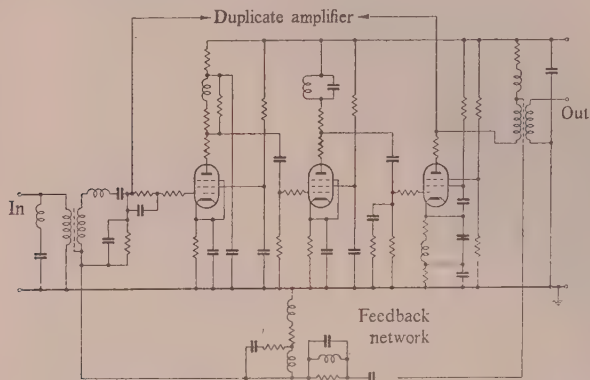 Duplicate amplifier
In
Out
Feedback
network